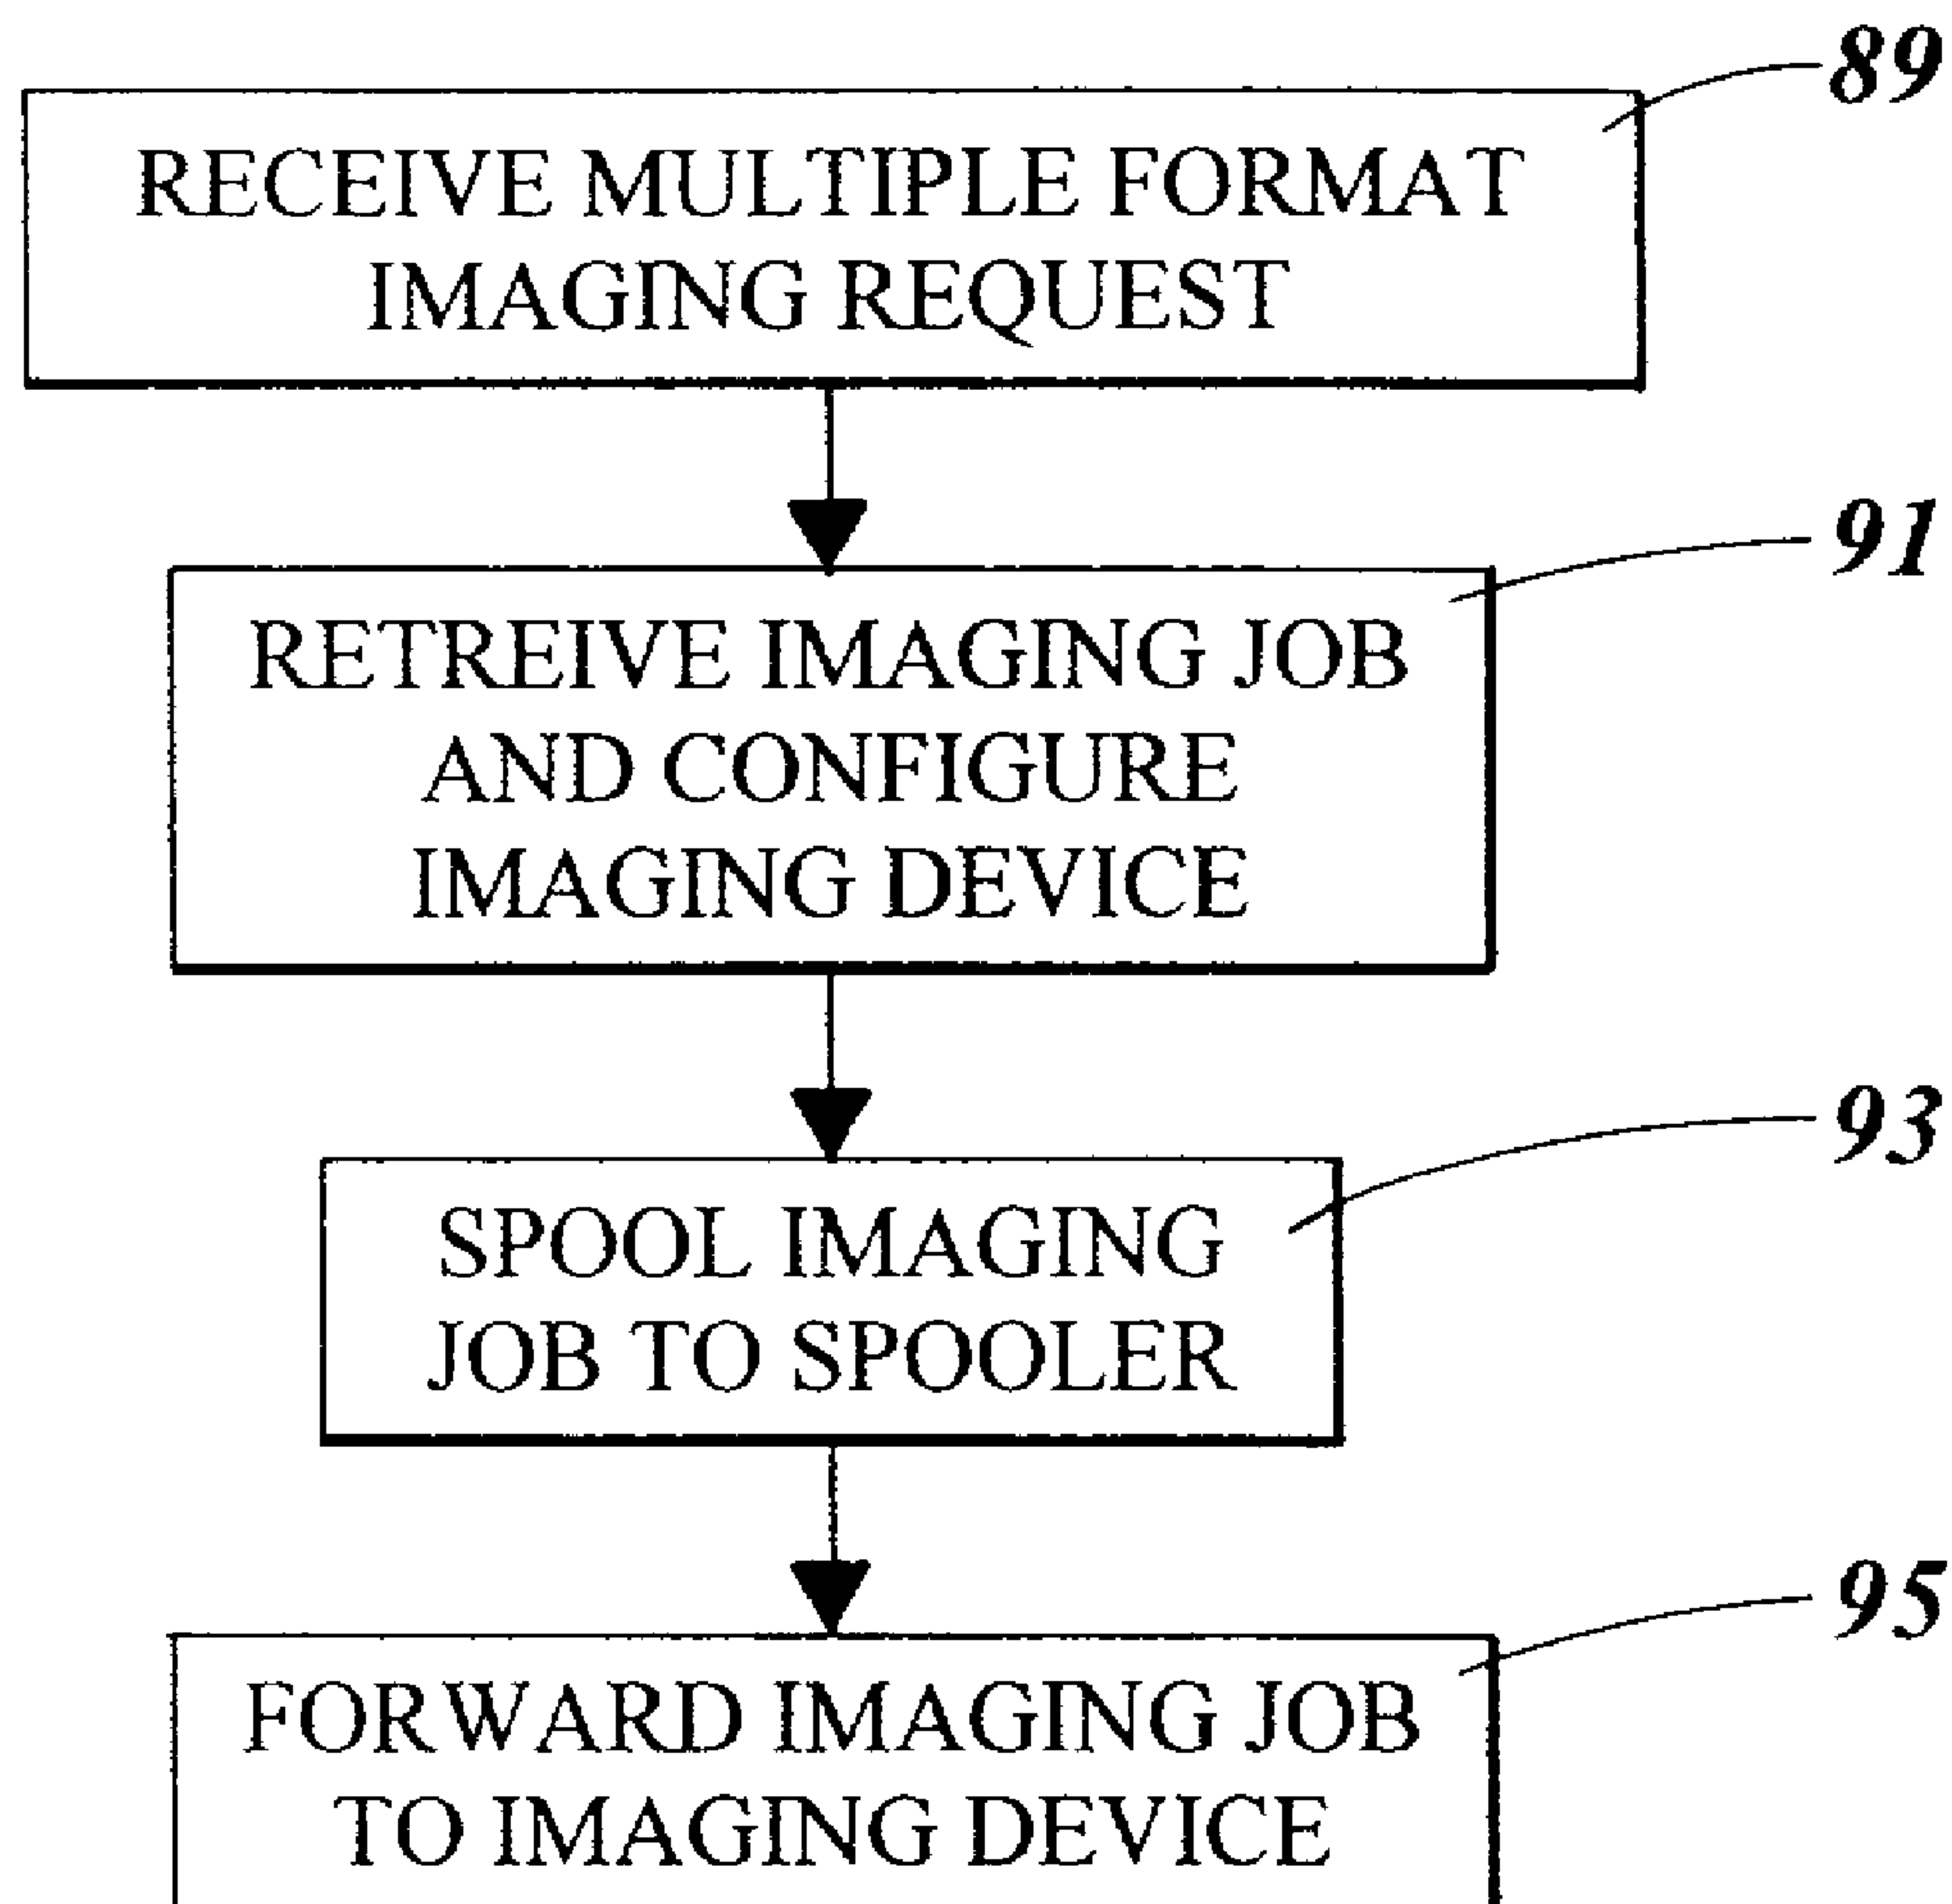 89
RECEIVE MULTIPLE FORMAT
IMAGING REQUEST
91
RETREIVE IMAGING JOB
AND CONFIGURE
IMAGING DEVICE
93
SPOOL IMAGING
JOB TO SPOOLER
95
FORWARD IMAGING JOB
TO IMAGING DEVICE